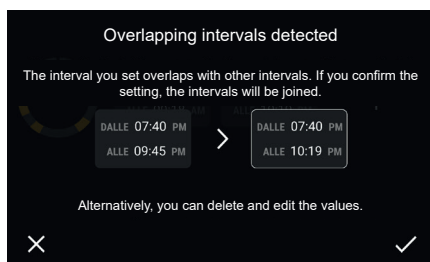 Overlapping intervals detected
The interval you set overlaps with other intervals. If you confirm the
setting, the intervals will be joined.
DALLE 07:40 PM
ALLE 09:45 PM
DALLE 07:40 PM
ALLE 10:19 PM
Alternatively, you can delete and edit the values.